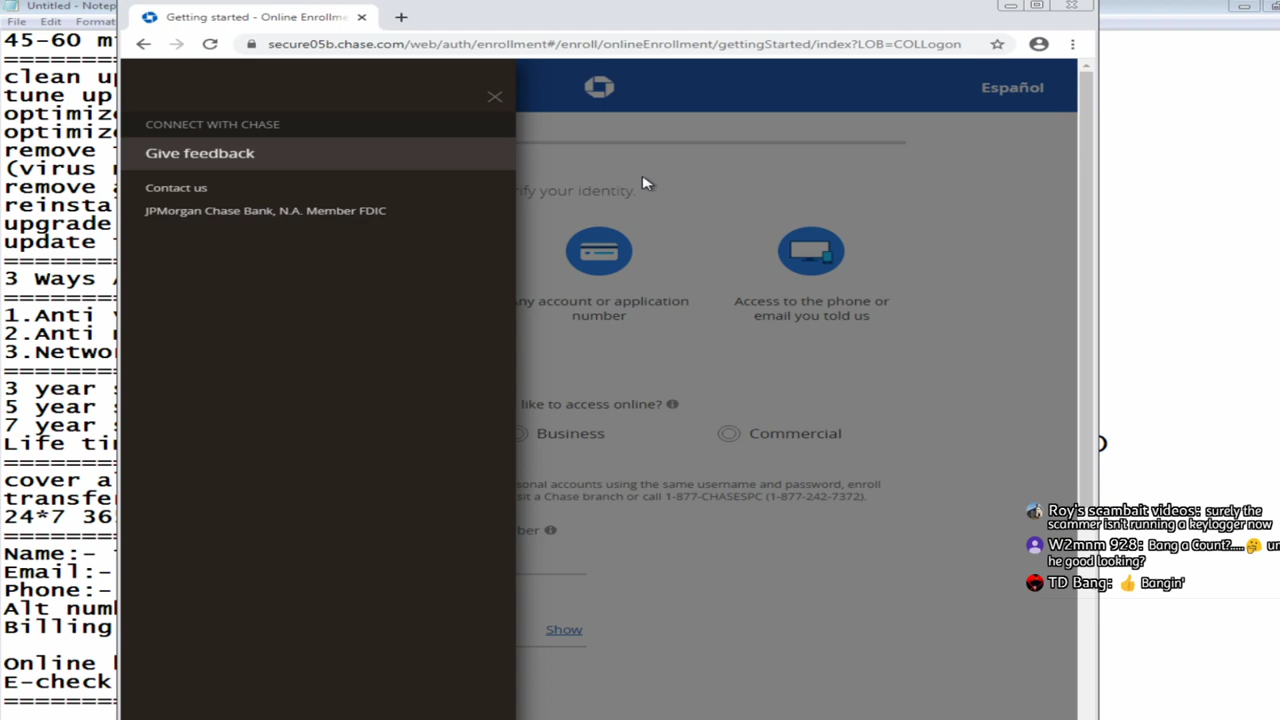 Untitled - Notep
File Edit Format
45-60 m
clean up
tune up
optimize
optimize
remove
(virus
remove
reinsta
upgrade
update
3 Ways
1.Anti
2.Anti
3.Networ
3 year
5 year
7 year
Life ti
cover a
transfe
24*7 36
Name:-
Email:-
Phone:-
Alt num
Billing
Online
E-check
Getting started - Online Enrollme
secure05b.chase.com/web/auth/enrollment#/enroll/onlineEnrollment/gettingStarted/index?LOB=COLLogon
Español
CONNECT WITH CHASE
Give feedback
Contact us
JPMorgan Chase Bank, N.A. Member FDIC
rify your identity.
ny account or application
number
Access to the phone or
email you told us
like to access online?
Business
Commercial
sonal accounts using the same username and password, enroll
sit a Chase branch or call 1-877-CHASESPC (1-877-242-7372).
ber
Show
Roy's scambait videos: surely the
scammer isn't running a keylogger now
W2mnm 928: Bang a Count?....🤔 un
he good looking?
TD Bang: 👍 Bangin'